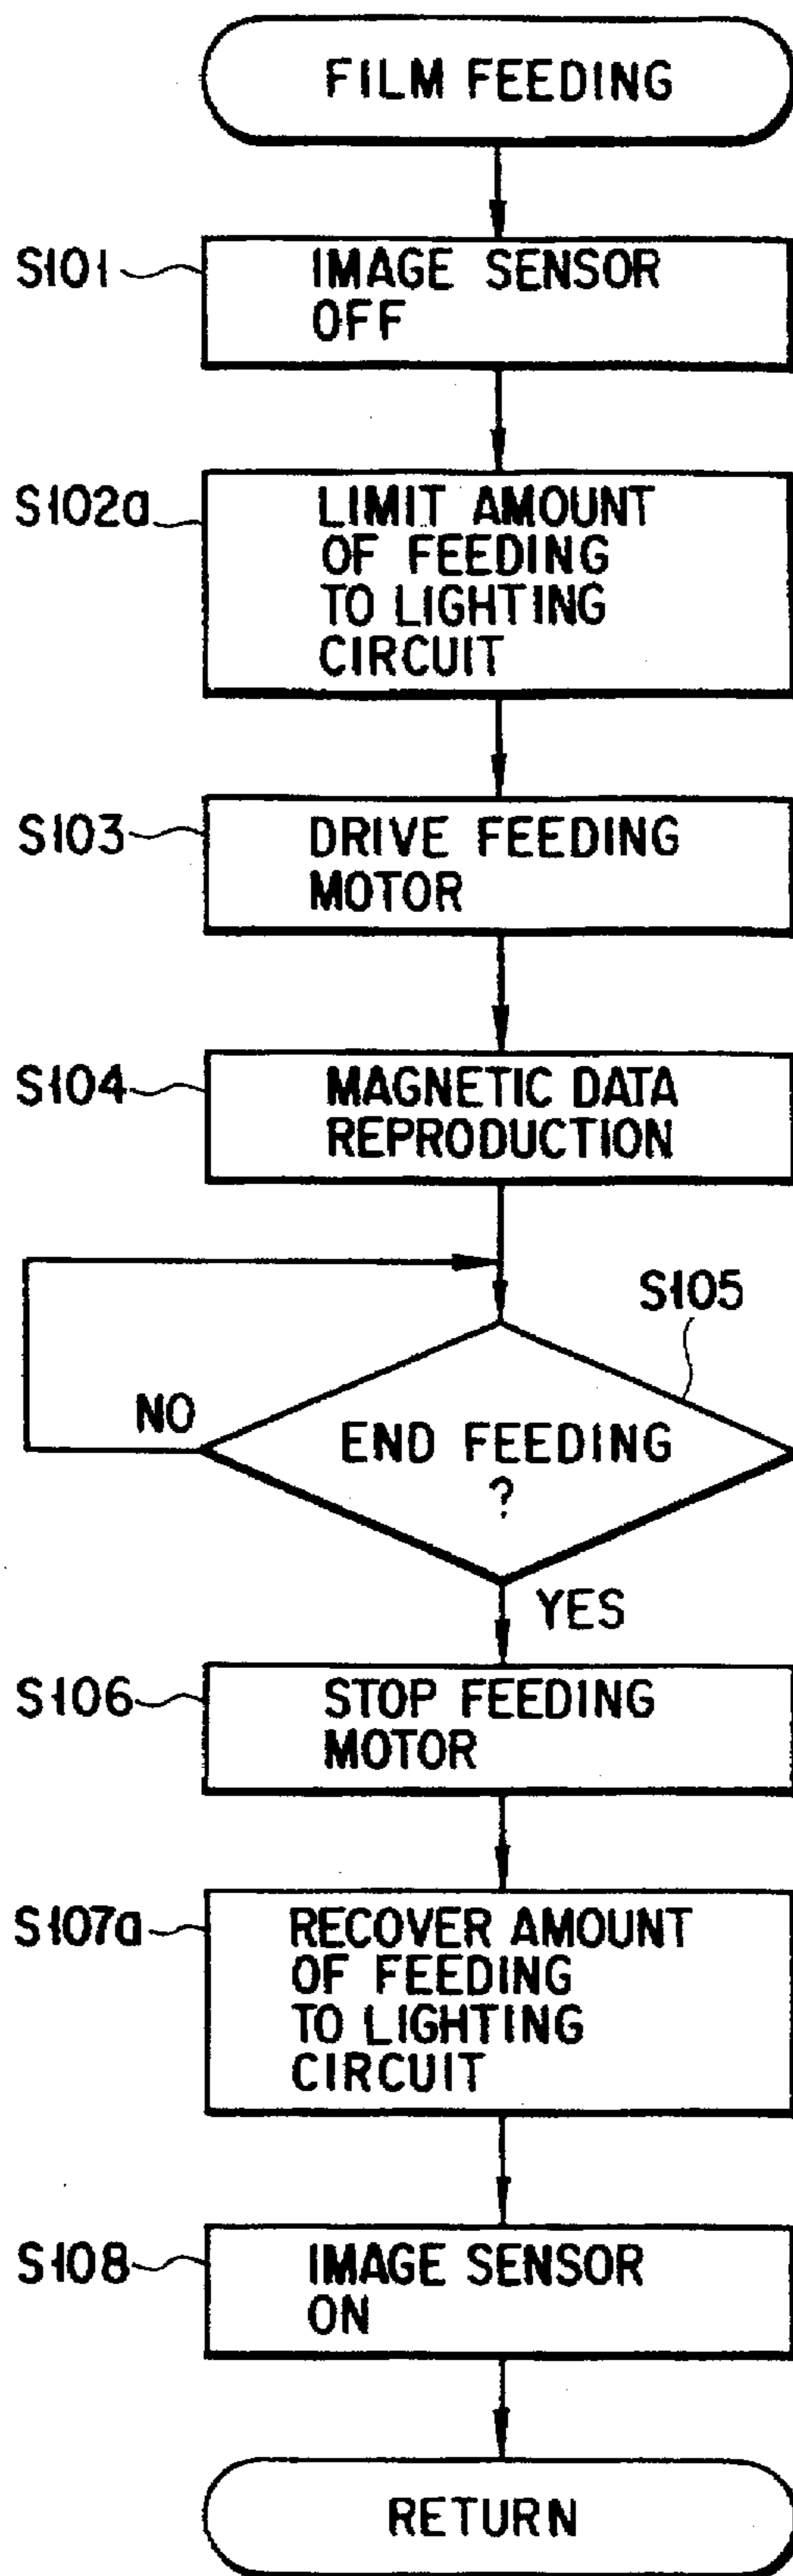 FILM FEEDING
S101
IMAGE SENSOR
OFF
S102a
LIMIT AMOUNT
OF FEEDING
TO LIGHTING
CIRCUIT
S103
DRIVE FEEDING
MOTOR
S104
MAGNETIC DATA
REPRODUCTION
S105
NO
END FEEDING
?
YES
S106
STOP FEEDING
MOTOR
S107a
RECOVER AMOUNT
OF FEEDING
TO LIGHTING
CIRCUIT
S108
IMAGE SENSOR
ON
RETURN